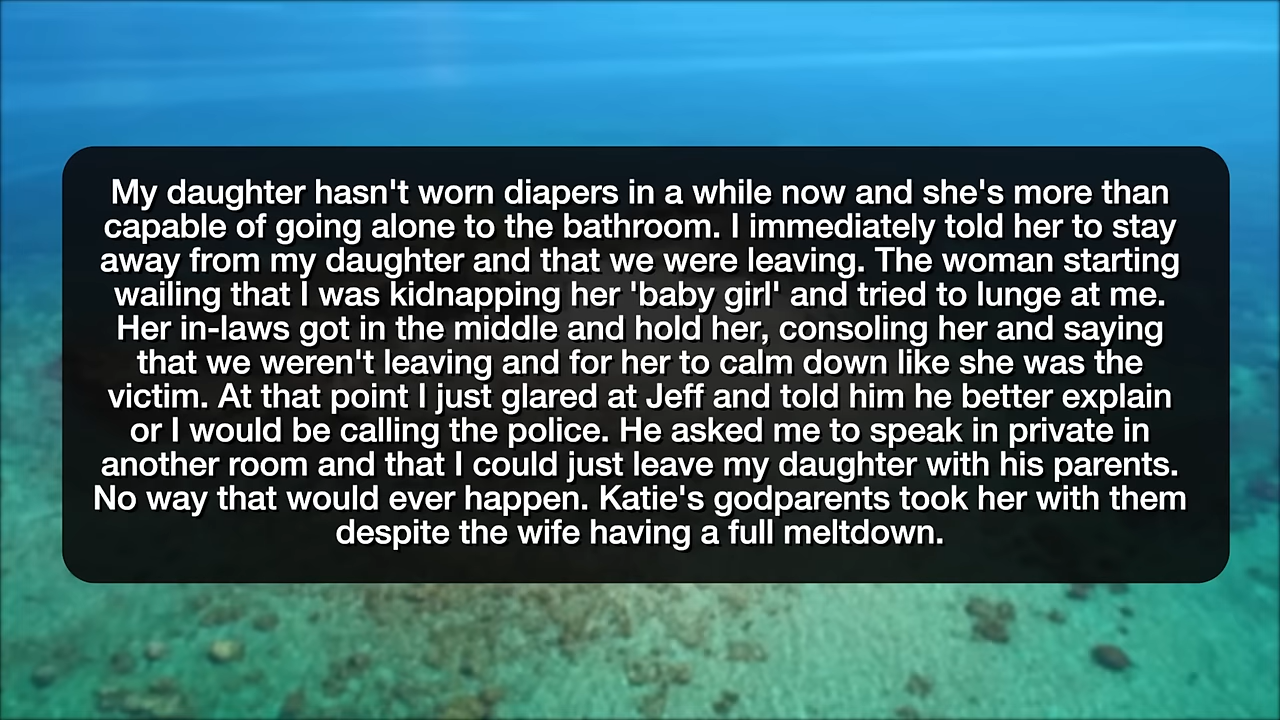 My daughter hasn't worn diapers in a while now and she's more than
capable of going alone to the bathroom. I immediately told her to stay
away from my daughter and that we were leaving. The woman starting
wailing that I was kidnapping her 'baby girl' and tried to lunge at me.
Her in-laws got in the middle and hold her, consoling her and saying
that we weren't leaving and for her to calm down like she was the
victim. At that point I just glared at Jeff and told him he better explain
or I would be calling the police. He asked me to speak in private in
another room and that I could just leave my daughter with his parents.
No way that would ever happen. Katie's godparents took her with them
despite the wife having a full meltdown.